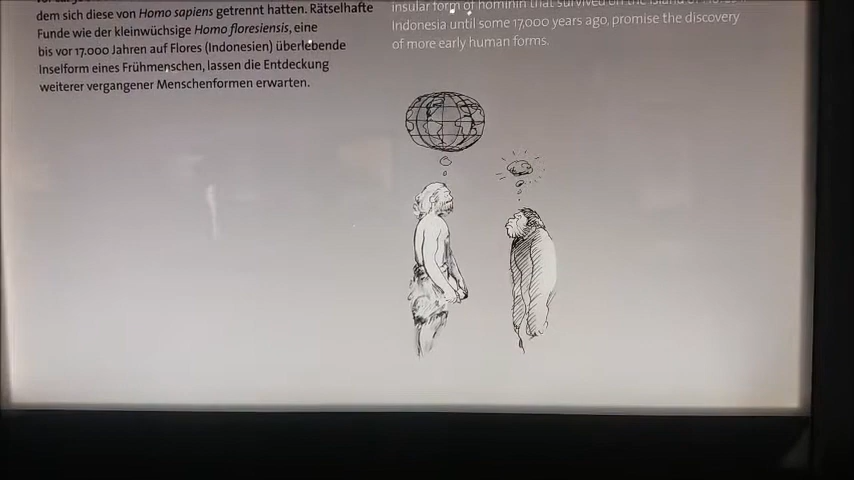 dem sich diese von Homo sapiens getrennt hatten. Rätselhafte
Funde wie der kleinwüchsige Homo floresiensis, eine
bis vor 17.000 Jahren auf Flores (Indonesien) überlebende
Inselform eines Frühmenschen, lassen die Entdeckung
weiterer vergangener Menschenformen erwarten.
insular form of hominin that survived on the island of Flores
Indonesia until some 17,000 years ago, promise the discovery
of more early human forms.